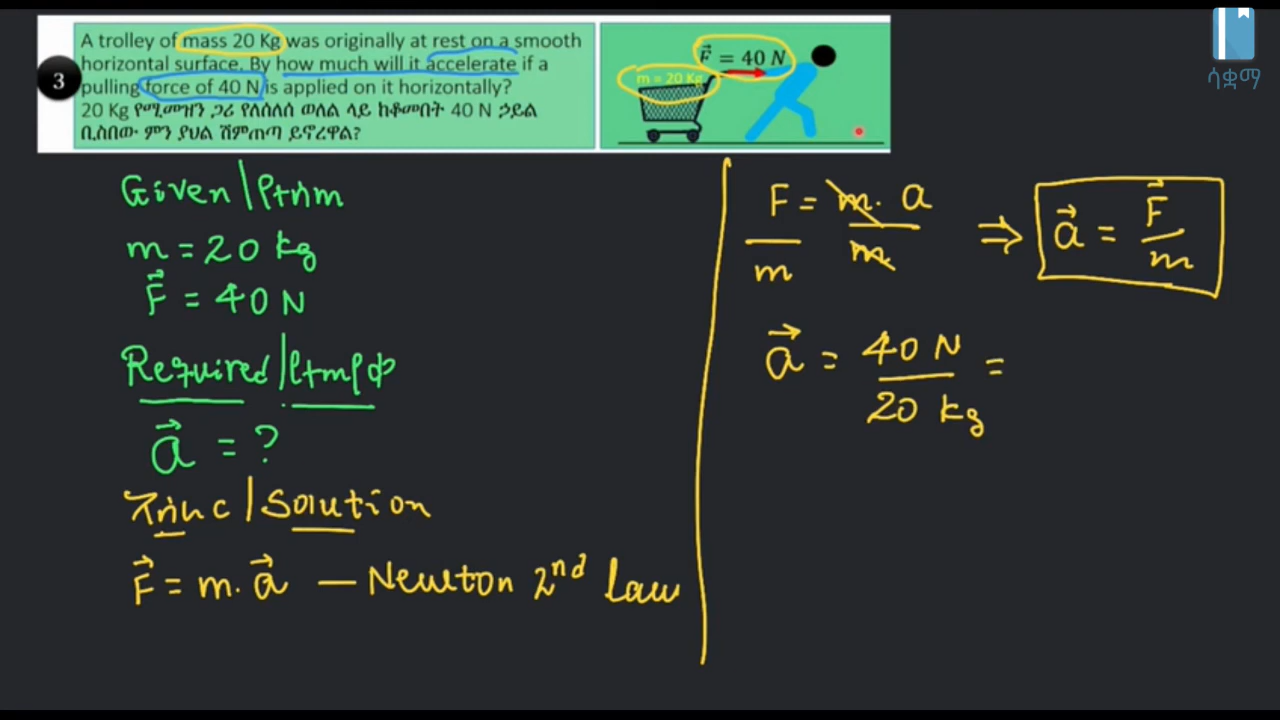 3
A trolley of mass 20 Kg was originally at rest on a smooth
horizontal surface. By how much will it accelerate if a
pulling force of 40 N is applied on it horizontally?
20 Kg የሚመዝን ጋሪ የለሰለሰ ወለል ላይ ከቆመበት 40 N ኃይል
ቢስበው ምን ያህል ሽምጠጣ ይኖረዋል?
F⃗ = 40 N
m = 20 Kg
ሳቋማ
Given/የተሰጠ
m = 20 kg
F⃗ = 40 N
Required/የተጠየቀ
a⃗ = ?
Solution
F⃗ = m. a⃗ — Newton 2nd Law
F/m = m. a/m ⇒ a⃗ = F⃗/m
a⃗ = 40 N/20 kg =